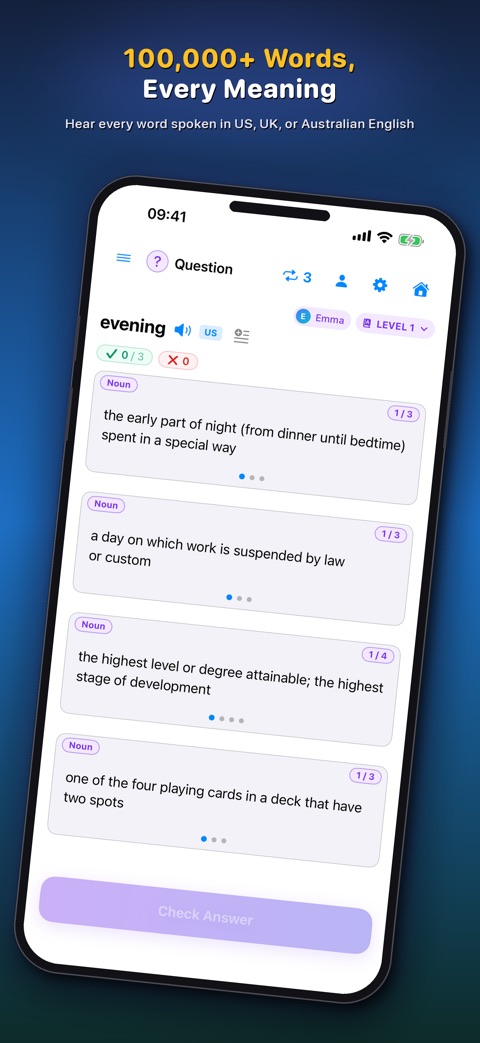 100,000+ Words,
Every Meaning
Hear every word spoken in US, UK, or Australian English
09:41
? Question
3
E Emma
LEVEL 1
evening
US
0 / 3
0
Noun
1 / 3
the early part of night (from dinner until bedtime)
spent in a special way
Noun
1 / 3
a day on which work is suspended by law
or custom
Noun
1 / 4
the highest level or degree attainable; the highest
stage of development
Noun
1 / 3
one of the four playing cards in a deck that have
two spots
Check Answer